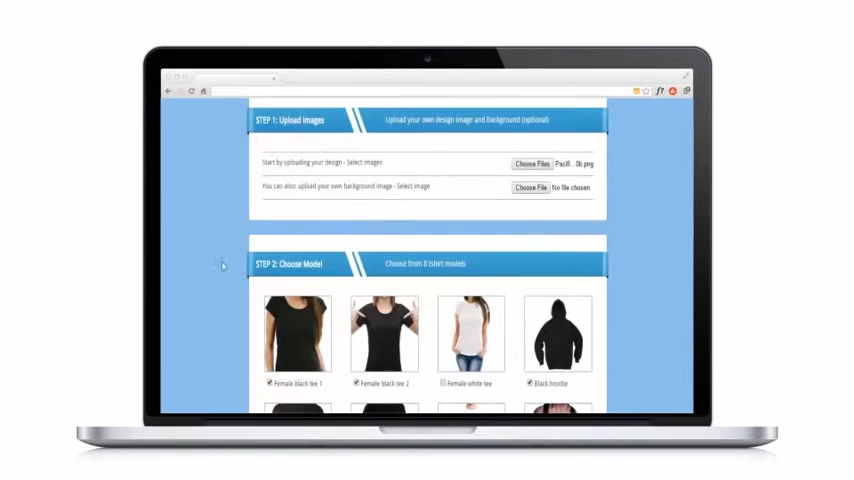 STEP 1: Upload images
Upload your own design image and background (optional)
Start by uploading your design - Select images
Choose Files
Pacifi...0b.png
You can also: upload your own background image - Select image
Choose File
No file chosen
STEP 2: Choose Model
Choose from 8 tshirt models
Female black tee 1
Female black tee 2
Female white tee
Black hoodie